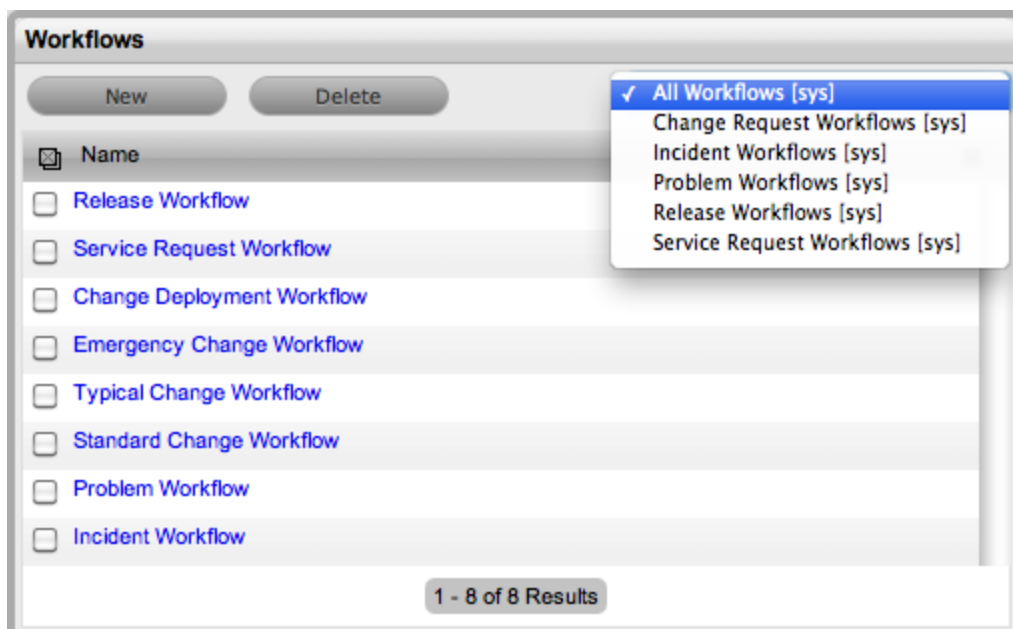 Workflows
New
Delete
✓ All Workflows [sys]
Change Request Workflows [sys]
Incident Workflows [sys]
Problem Workflows [sys]
Release Workflows [sys]
Service Request Workflows [sys]
Name
Release Workflow
Service Request Workflow
Change Deployment Workflow
Emergency Change Workflow
Typical Change Workflow
Standard Change Workflow
Problem Workflow
Incident Workflow
1 - 8 of 8 Results